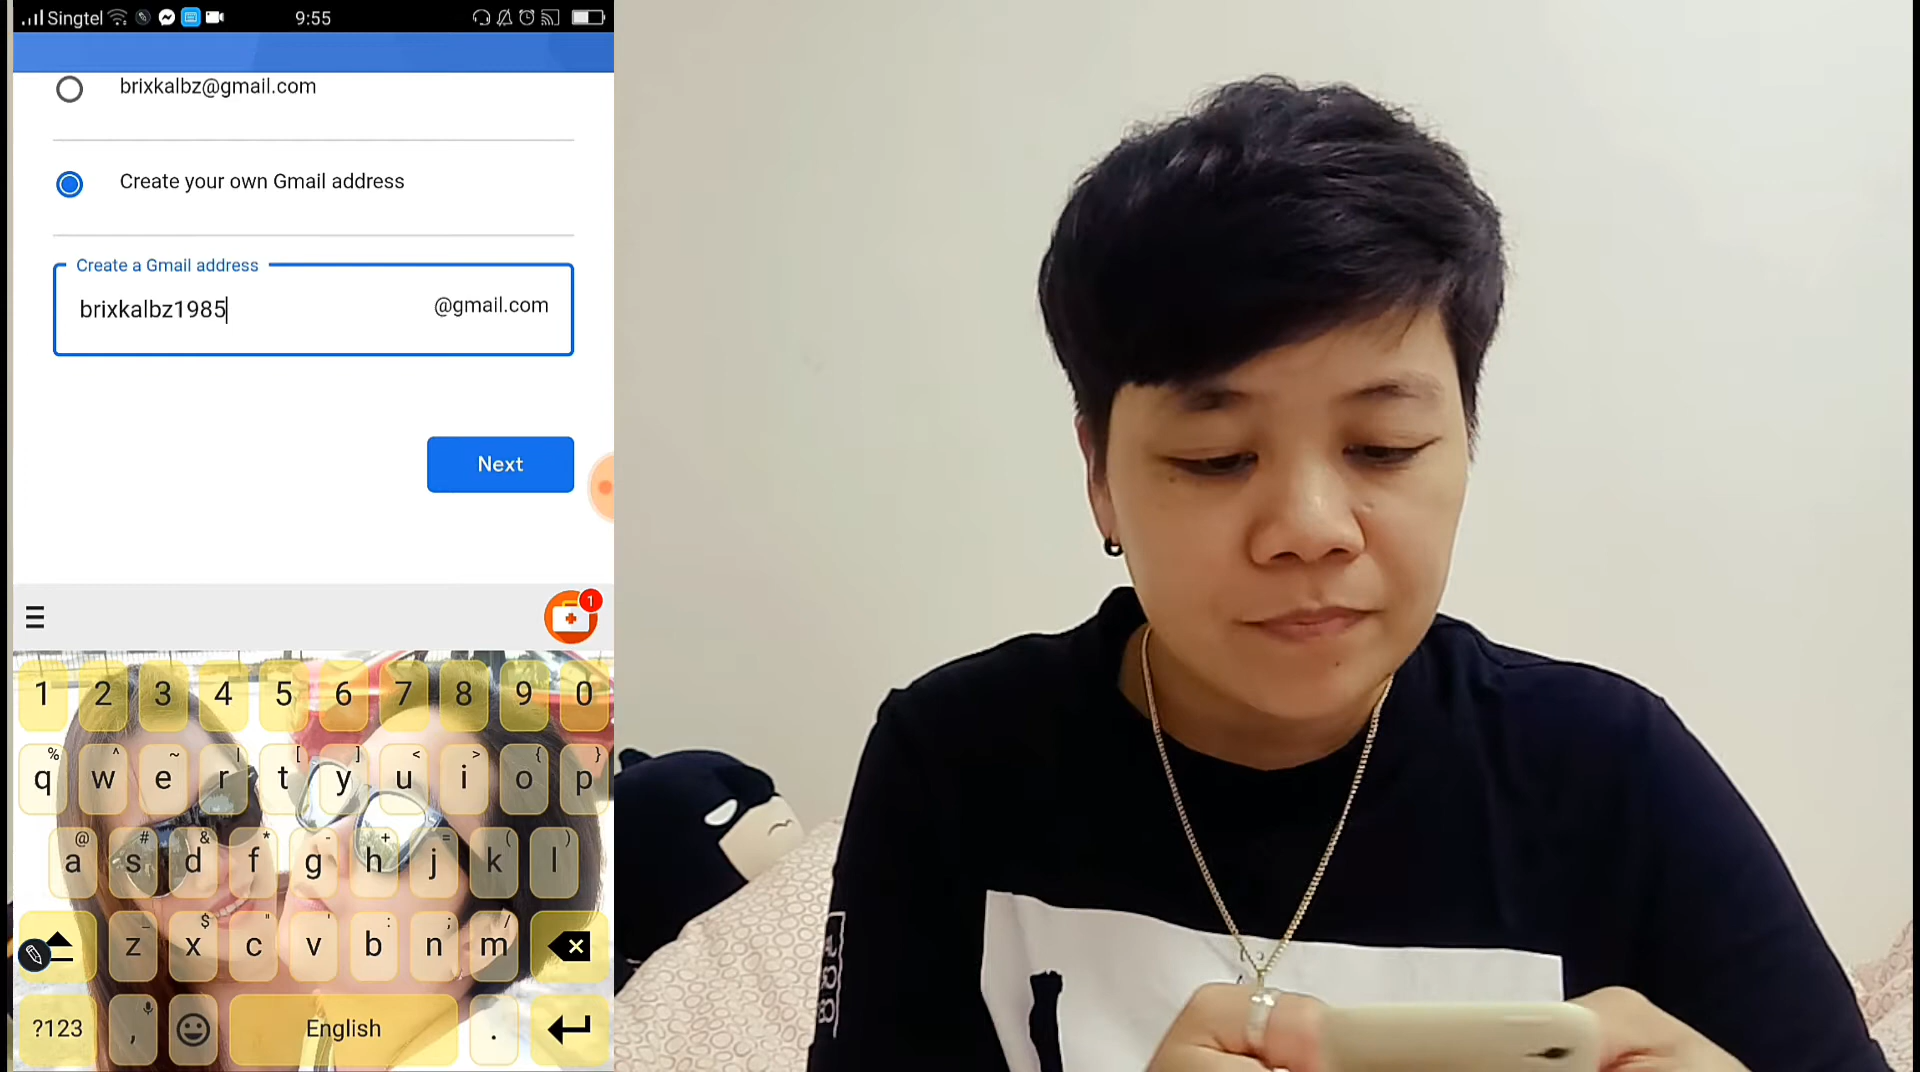 Singtel 9:55
brixkalbz@gmail.com
Create your own Gmail address
Create a Gmail address
brixkalbz1985 @gmail.com
Next
1
1 2 3 4 5 6 7 8 9 0
% ^ ~ | [ ] < > { }
q w e r t y u i o p
@ # & * - + = ( )
a s d f g h j k l
_ $ " ' : ; /
z x c v b n m
?123 , English .